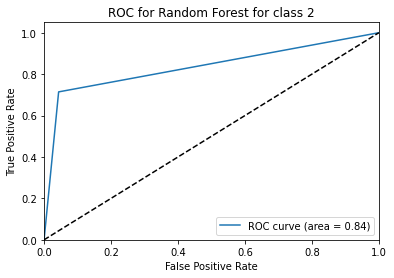 ROC for Random Forest for class 2
True Positive Rate
1.0
0.8
0.6
0.4
0.2
0.0
ROC curve (area = 0.84)
0.0 0.2 0.4 0.6 0.8 1.0
False Positive Rate